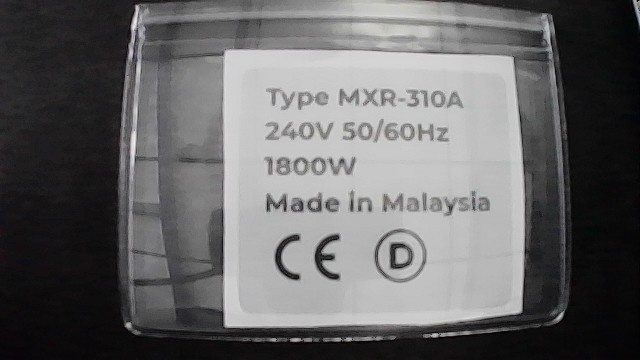 Type MXR-310A
240V 50/60Hz
1800W
Made in Malaysia
CE D